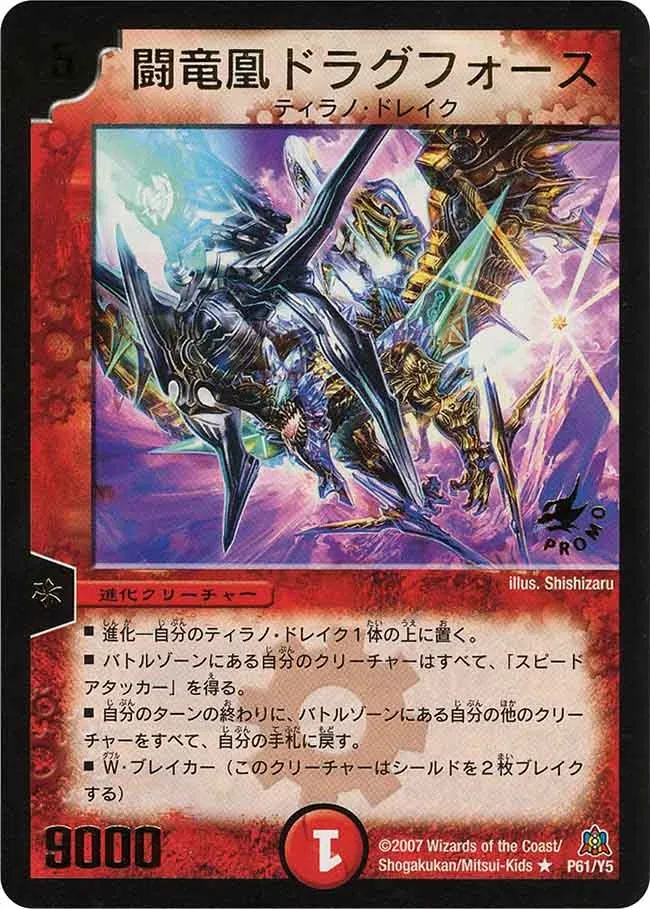 5
闘竜凰ドラグフォース
ティラノ・ドレイク
PROMO
illus. Shishizaru
火
進化クリーチャー
■ 進化―自分のティラノ・ドレイク1体の上に置く。
■ バトルゾーンにある自分のクリーチャーはすべて、「スピード
アタッカー」を得る。
■ 自分のターンの終わりに、バトルゾーンにある自分の他のクリー
チャーをすべて、自分の手札に戻す。
■ W・ブレイカー(このクリーチャーはシールドを2枚ブレイク
する)
9000
1
©2007 Wizards of the Coast/
Shogakukan/Mitsui-Kids ★ P61/Y5